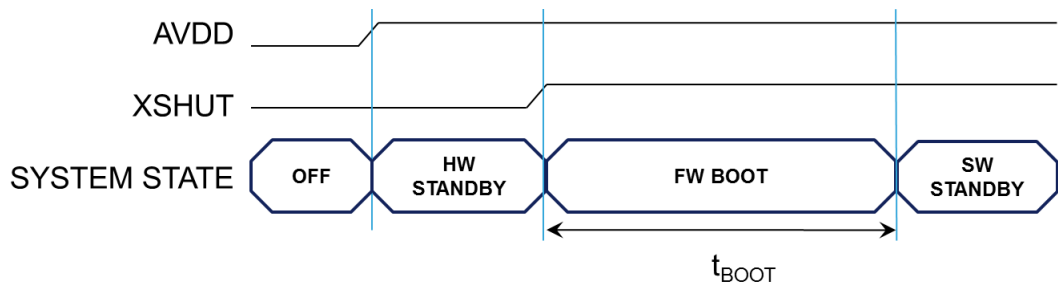 AVDD
XSHUT
SYSTEM STATE
OFF
HW
STANDBY
FW BOOT
SW
STANDBY
tBOOT